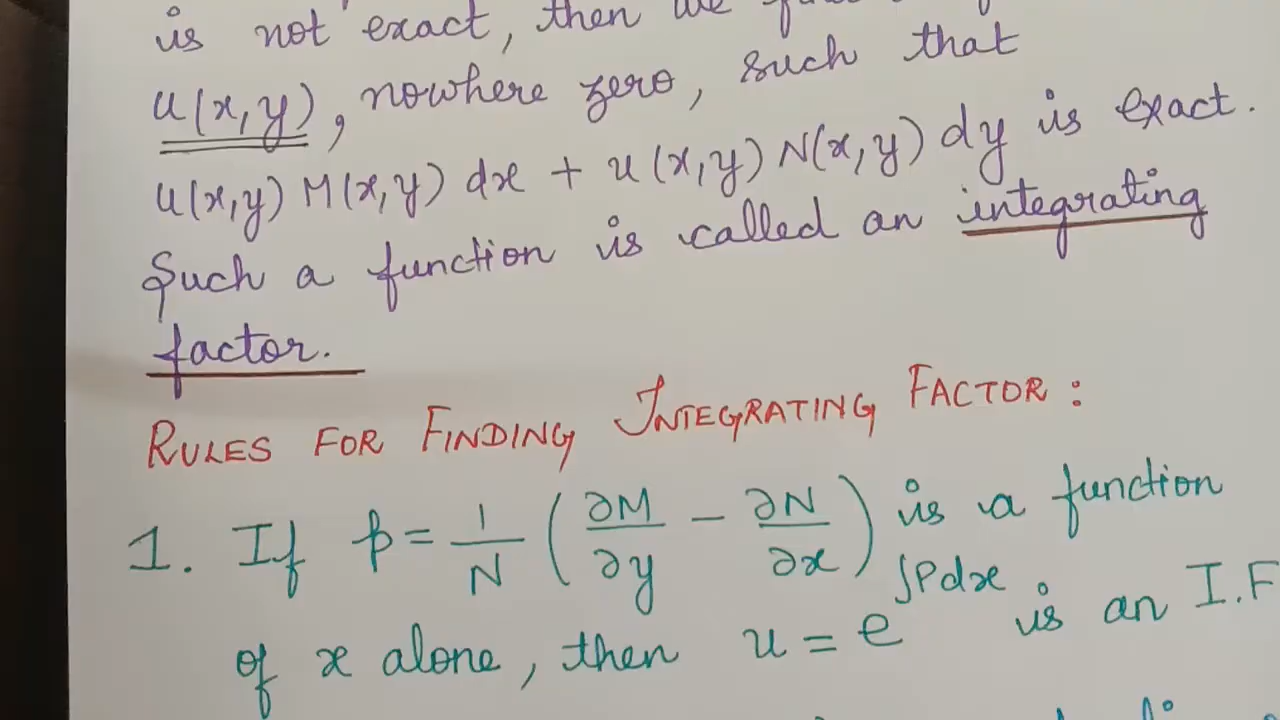 is not exact, then we
u(x,y), nowhere zero, such that
u(x,y) M(x,y) dx + u(x,y) N(x,y) dy is exact.
Such a function is called an integrating
factor.
RULES FOR FINDING INTEGRATING FACTOR:
1. If p = 1/N (∂M/∂y - ∂N/∂x) is a function
of x alone, then u = e^∫Pdx is an I.F